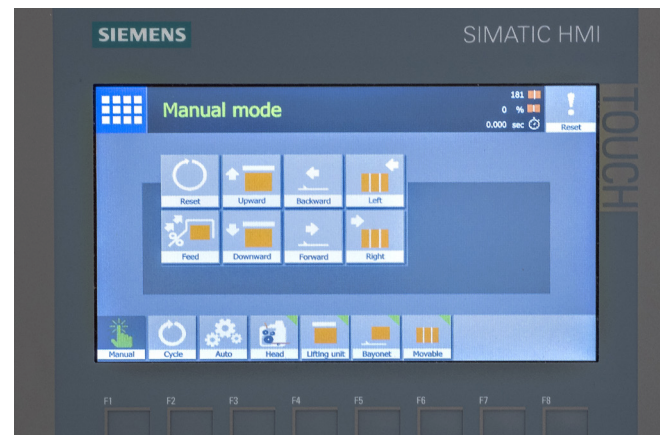 SIEMENS
SIMATIC HMI
TOUCH
Manual mode
181
0 %
0.000 sec
Reset
Reset
Upward
Backward
Left
Feed
Downward
Forward
Right
Manual
Cycle
Auto
Head
Lifting unit
Bayonet
Movable
F1
F2
F3
F4
F5
F6
F7
F8